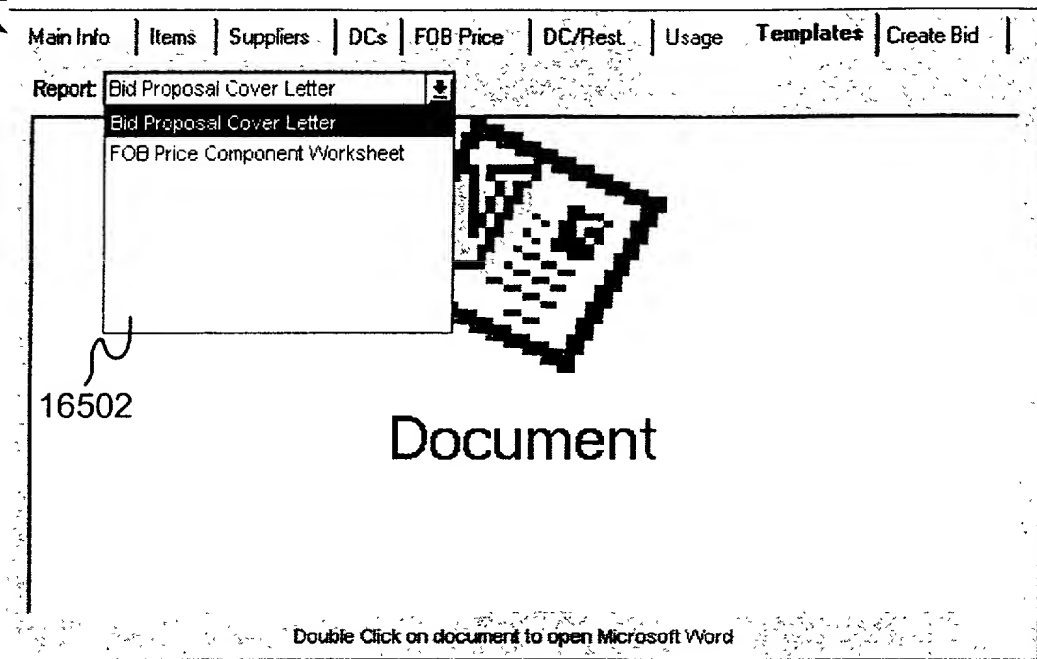 Main Info Items Suppliers DCs FOB Price DC/Rest. Usage Templates Create Bid
Report: Bid Proposal Cover Letter
Bid Proposal Cover Letter
FOB Price Component Worksheet
16502
Document
Double Click on document to open Microsoft Word